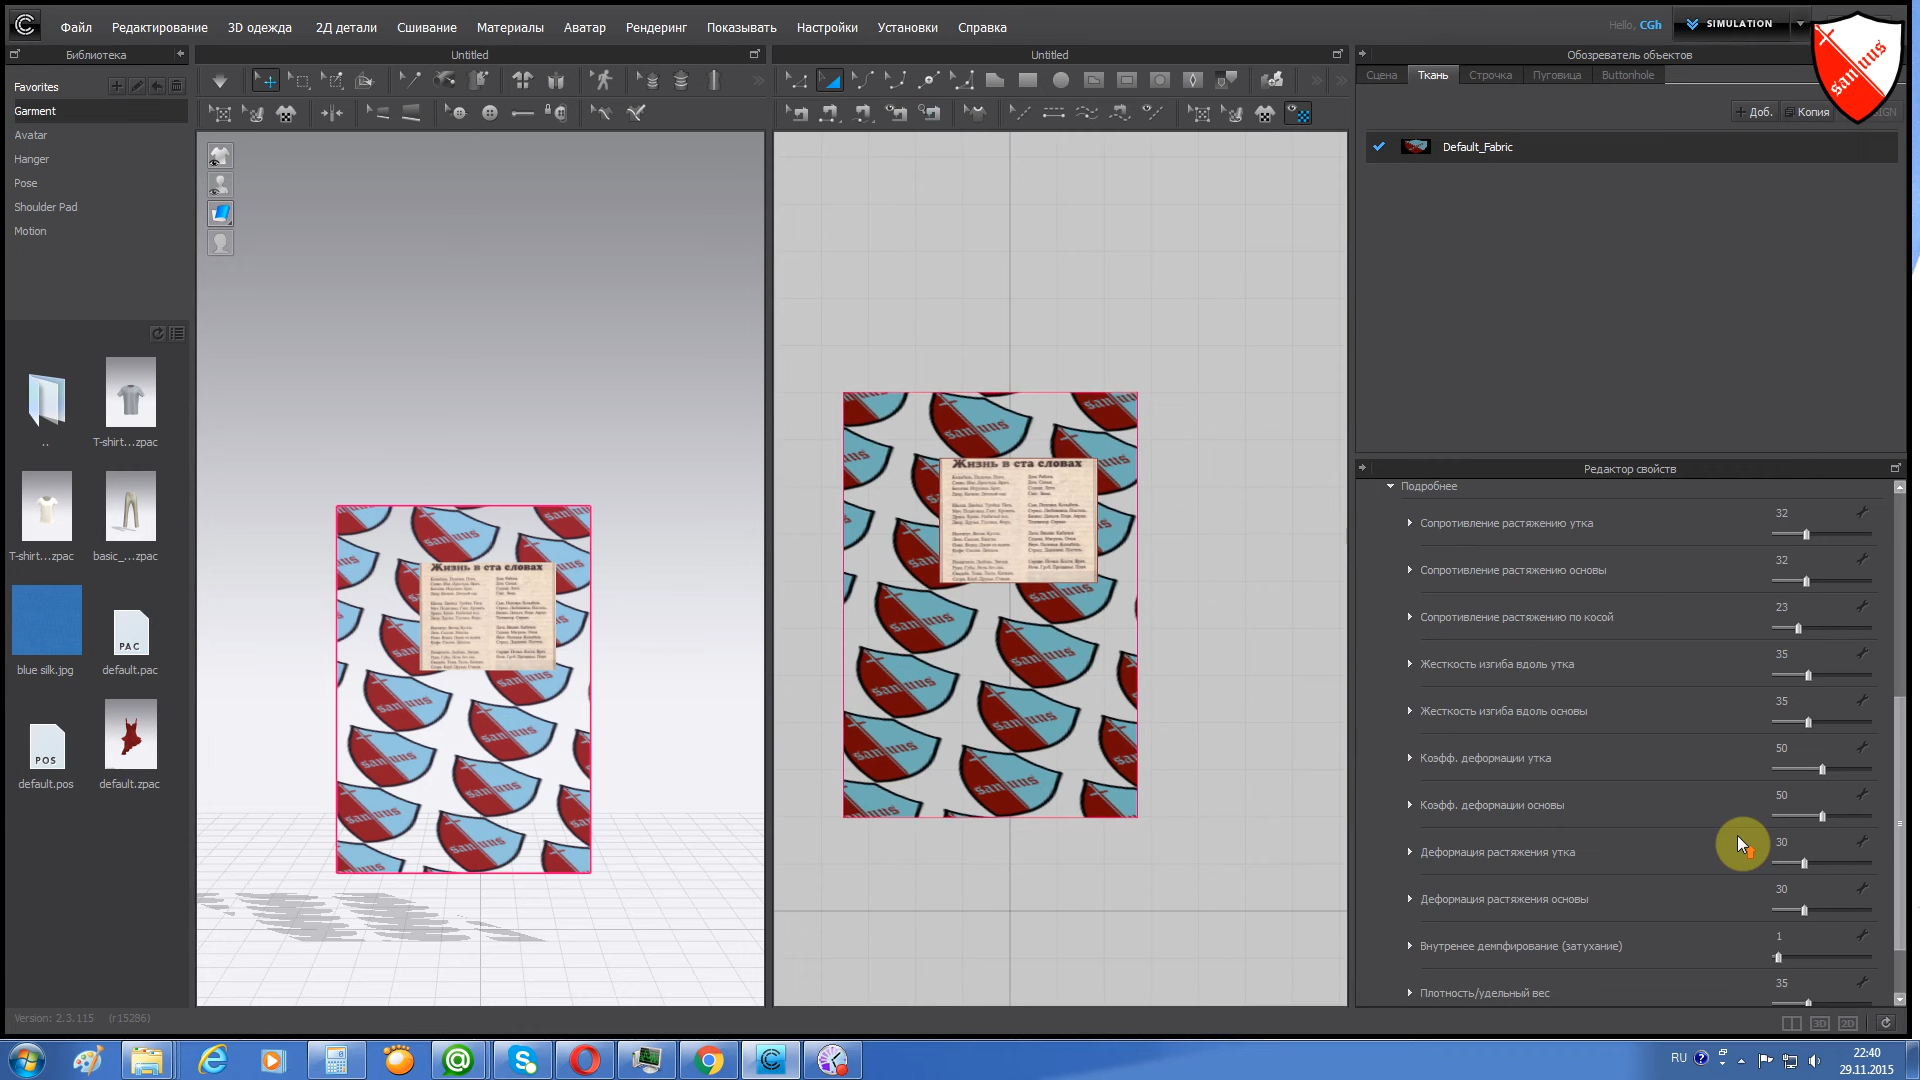 Файл Редактирование 3D одежда 2Д детали Сшивание Материалы Аватар Рендеринг Показывать Настройки Установки Справка
Hello, CGh
SIMULATION
Библиотека
Untitled
Untitled
Обозреватель объектов
Favorites
Garment
Avatar
Hanger
Pose
Shoulder Pad
Motion
Сцена Ткань Строчка Пуговица Buttonhole
Доб. Копия
Default_Fabric
sanuus
..
T-shirt...zpac
T-shirt...zpac
basic_...zpac
blue silk.jpg
PAC
default.pac
POS
default.pos
default.zpac
Жизнь в ста словах
Жизнь в ста словах
Редактор свойств
Подробнее
Сопротивление растяжению утка 32
Сопротивление растяжению основы 32
Сопротивление растяжению по косой 23
Жесткость изгиба вдоль утка 35
Жесткость изгиба вдоль основы 35
Коэфф. деформации утка 50
Коэфф. деформации основы 50
Деформация растяжения утка 30
Деформация растяжения основы 30
Внутренее демпфирование (затухание) 1
Плотность/удельный вес 35
Version: 2.3.115 (r15286)
3D 2D
RU
22:40
29.11.2015